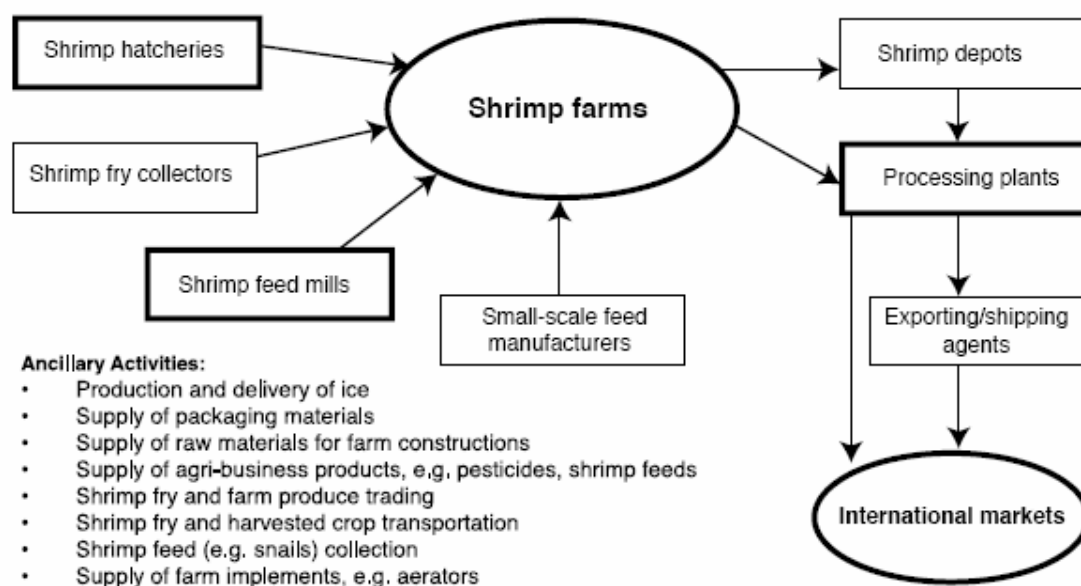 Shrimp hatcheries
Shrimp farms
Shrimp depots
Shrimp fry collectors
Processing plants
Shrimp feed mills
Small-scale feed
manufacturers
Exporting/shipping
agents
Ancillary Activities:
• Production and delivery of ice
• Supply of packaging materials
• Supply of raw materials for farm constructions
• Supply of agri-business products, e.g. pesticides, shrimp feeds
• Shrimp fry and farm produce trading
• Shrimp fry and harvested crop transportation
• Shrimp feed (e.g. snails) collection
• Supply of farm implements, e.g. aerators
International markets